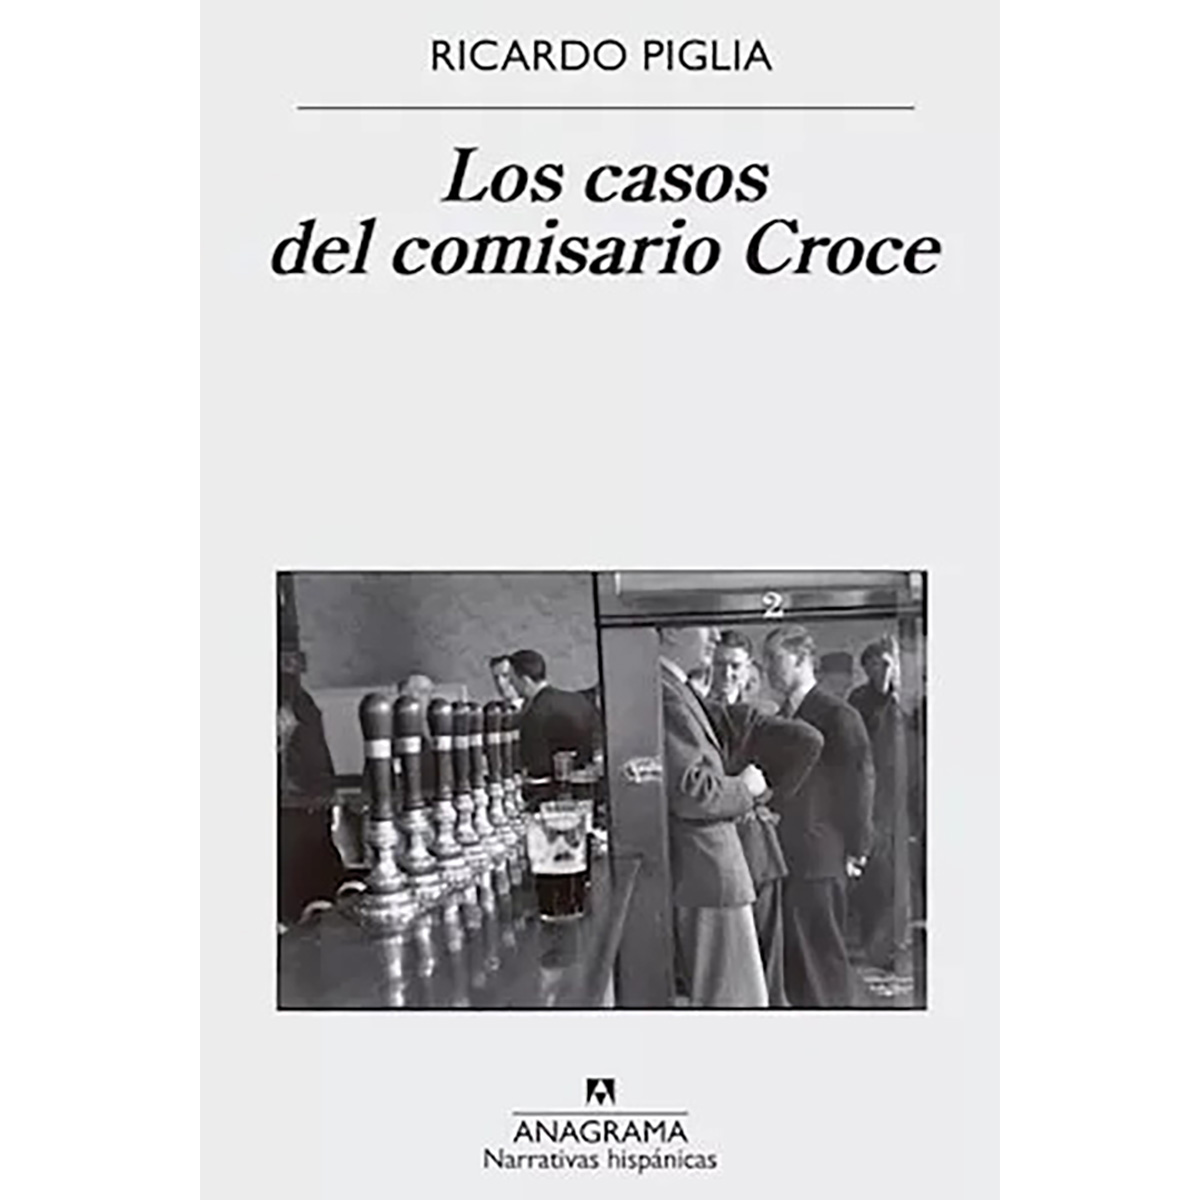 RICARDO PIGLIA
Los casos
del comisario Croce
2
ANAGRAMA
Narrativas hispánicas